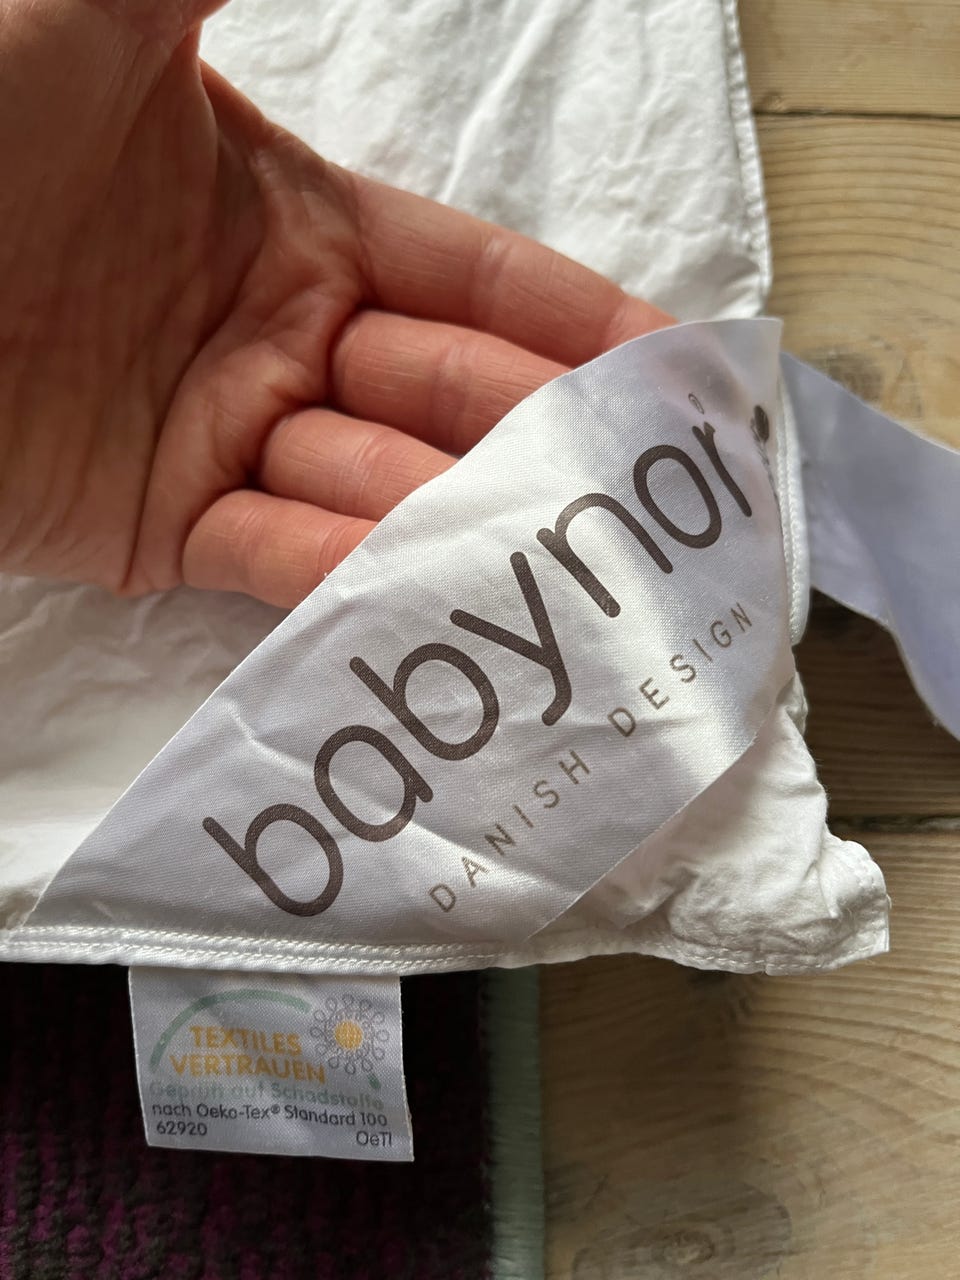 babynor®
DANISH DESIGN
TEXTILES
VERTRAUEN
Geprüft auf Schadstoffe
nach Oeko-Tex® Standard 100
62920 OeTI